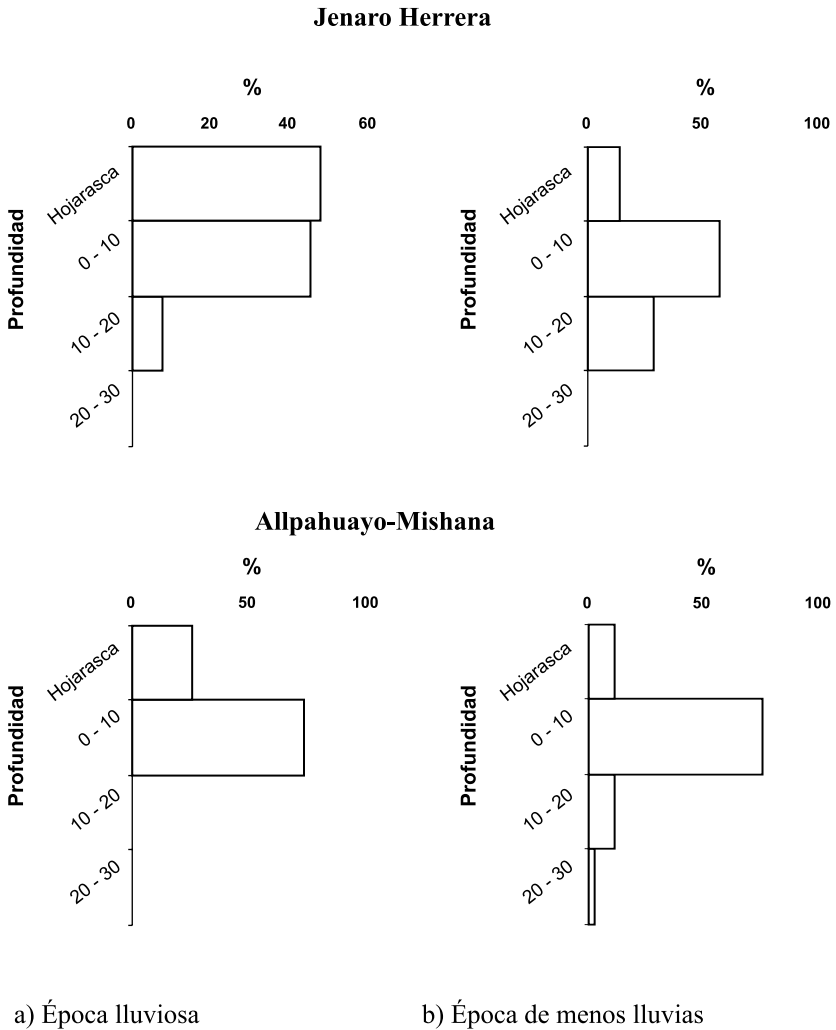 Jenaro Herrera
%
0 20 40 60
Profundidad
Hojarasca
0 - 10
10 - 20
20 - 30
%
0 50 100
Profundidad
Hojarasca
0 - 10
10 - 20
20 - 30
Allpahuayo-Mishana
%
0 50 100
Profundidad
Hojarasca
0 - 10
10 - 20
20 - 30
%
0 50 100
Profundidad
Hojarasca
0 - 10
10 - 20
20 - 30
a) Época lluviosa
b) Época de menos lluvias